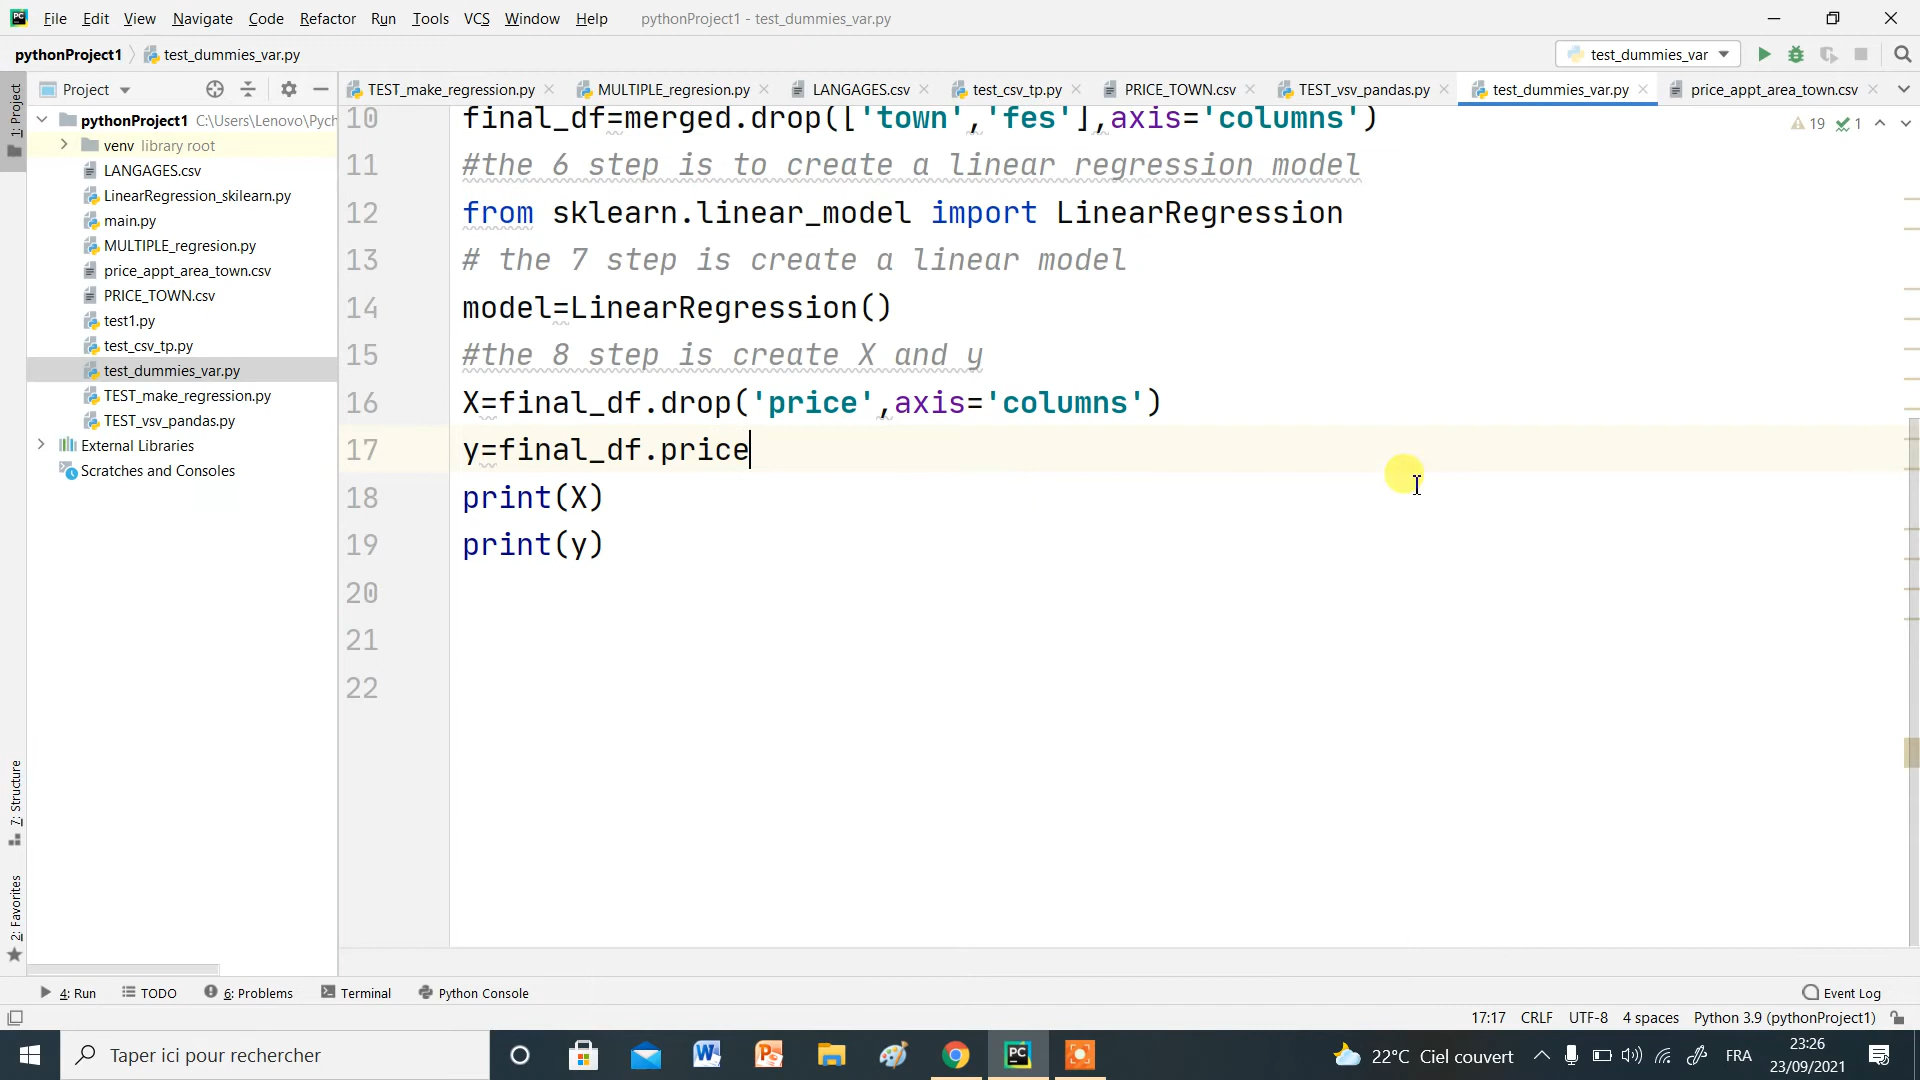 File Edit View Navigate Code Refactor Run Tools VCS Window Help pythonProject1 - test_dummies_var.py
pythonProject1 test_dummies_var.py test_dummies_var
Project TEST_make_regression.py MULTIPLE_regresion.py LANGAGES.csv test_csv_tp.py PRICE_TOWN.csv TEST_vsv_pandas.py test_dummies_var.py price_appt_area_town.csv
1: Project
pythonProject1 C:\Users\Lenovo\Pych
venv library root
LANGAGES.csv
LinearRegression_skilearn.py
main.py
MULTIPLE_regresion.py
price_appt_area_town.csv
PRICE_TOWN.csv
test1.py
test_csv_tp.py
test_dummies_var.py
TEST_make_regression.py
TEST_vsv_pandas.py
External Libraries
Scratches and Consoles
7: Structure
2: Favorites
19 1
10 final_df=merged.drop(['town','fes'],axis='columns')
11 #the 6 step is to create a linear regression model
12 from sklearn.linear_model import LinearRegression
13 # the 7 step is create a linear model
14 model=LinearRegression()
15 #the 8 step is create X and y
16 X=final_df.drop('price',axis='columns')
17 y=final_df.price
18 print(X)
19 print(y)
20
21
22
4: Run TODO 6: Problems Terminal Python Console Event Log
17:17 CRLF UTF-8 4 spaces Python 3.9 (pythonProject1)
Taper ici pour rechercher 22°C Ciel couvert FRA 23:26
23/09/2021